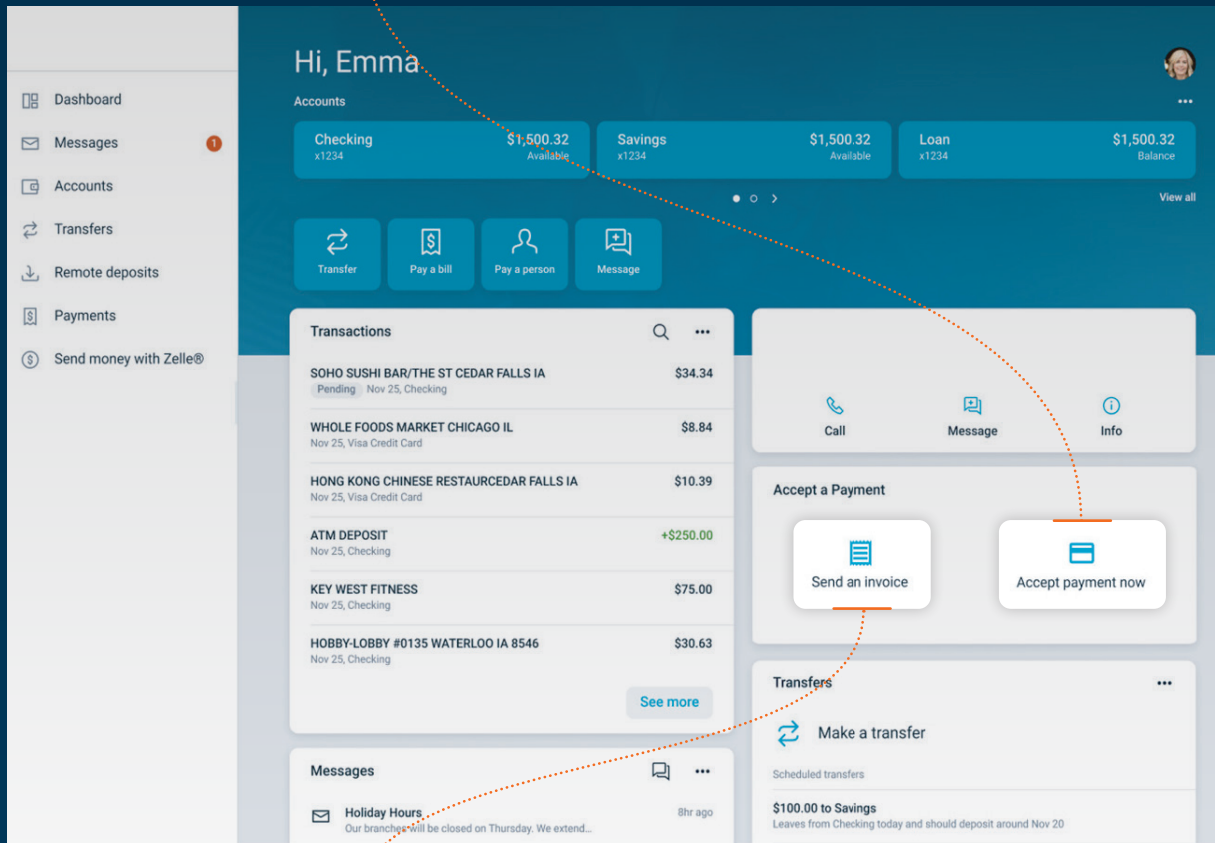 Dashboard
Messages 1
Accounts
Transfers
Remote deposits
Payments
Send money with Zelle®
Hi, Emma
Accounts
Checking $1,500.32
x1234 Available
Savings $1,500.32
x1234 Available
Loan $1,500.32
x1234 Balance
View all
Transfer
Pay a bill
Pay a person
Message
Transactions
SOHO SUSHI BAR/THE ST CEDAR FALLS IA $34.34
Pending Nov 25, Checking
WHOLE FOODS MARKET CHICAGO IL $8.84
Nov 25, Visa Credit Card
HONG KONG CHINESE RESTAURCEDAR FALLS IA $10.39
Nov 25, Visa Credit Card
ATM DEPOSIT +$250.00
Nov 25, Checking
KEY WEST FITNESS $75.00
Nov 25, Checking
HOBBY-LOBBY #0135 WATERLOO IA 8546 $30.63
Nov 25, Checking
See more
Messages
Holiday Hours 8hr ago
Our branches will be closed on Thursday. We extend...
Call
Message
Info
Accept a Payment
Send an invoice
Accept payment now
Transfers
Make a transfer
Scheduled transfers
$100.00 to Savings
Leaves from Checking today and should deposit around Nov 20